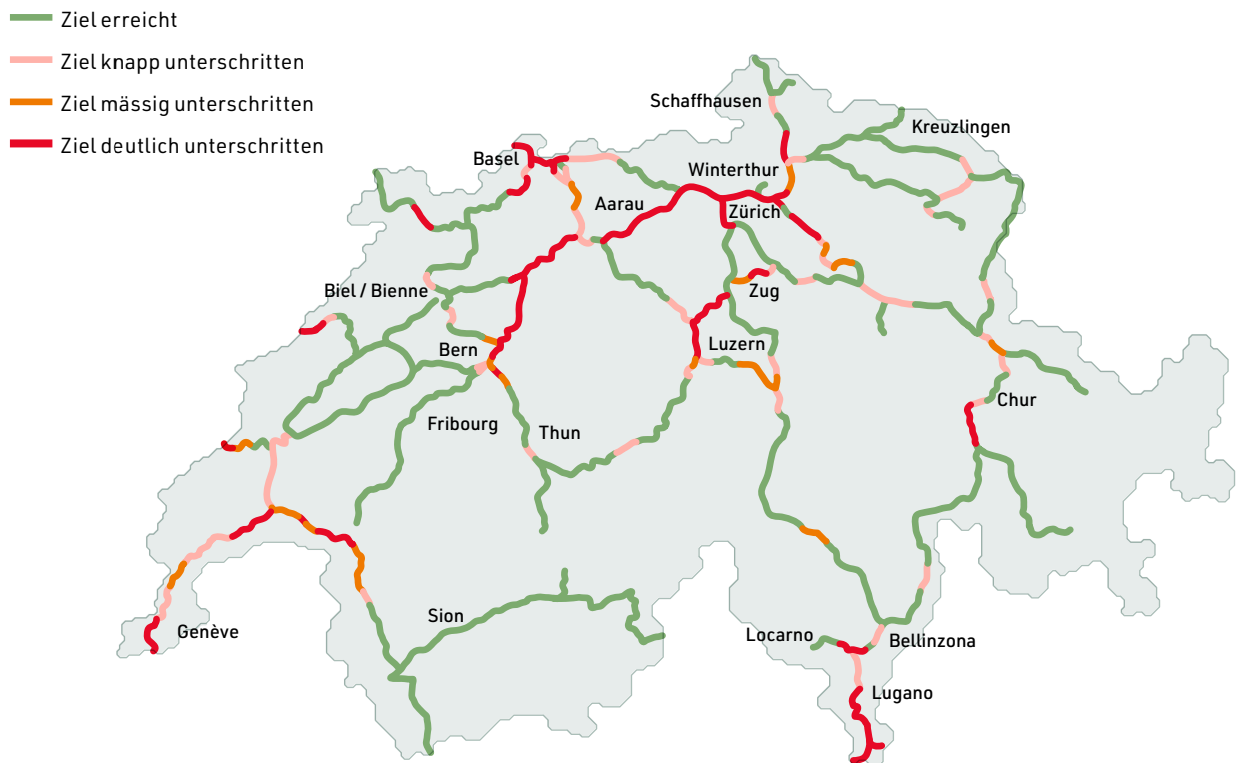 Ziel erreicht
Ziel knapp unterschritten
Ziel mässig unterschritten
Ziel deutlich unterschritten
Schaffhausen
Kreuzlingen
Basel
Winterthur
Aarau
Zürich
Biel / Bienne
Zug
Bern
Luzern
Chur
Fribourg
Thun
Sion
Genève
Locarno
Bellinzona
Lugano